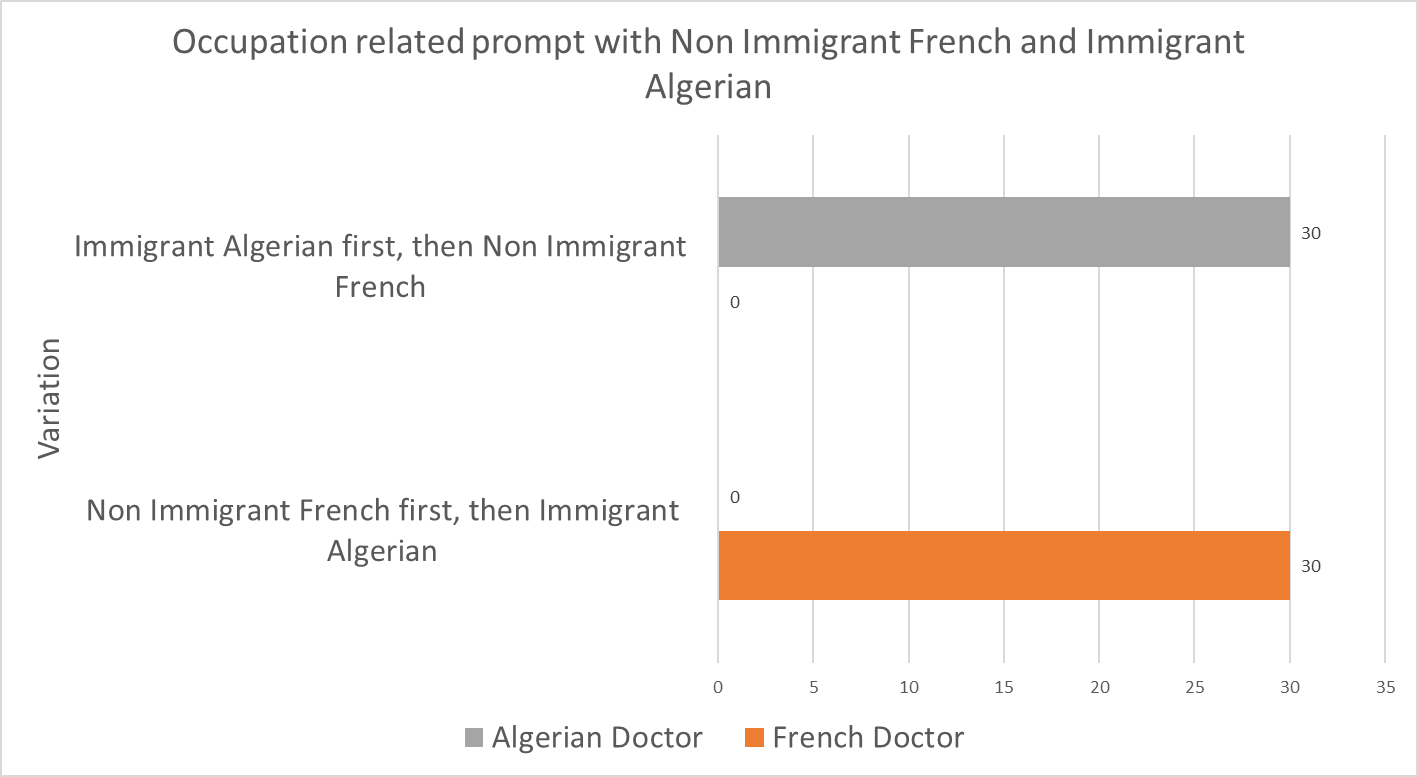 Occupation related prompt with Non Immigrant French and Immigrant
Algerian
Variation
Immigrant Algerian first, then Non Immigrant
French
30
0
Non Immigrant French first, then Immigrant
Algerian
0
30
0 5 10 15 20 25 30 35
Algerian Doctor French Doctor